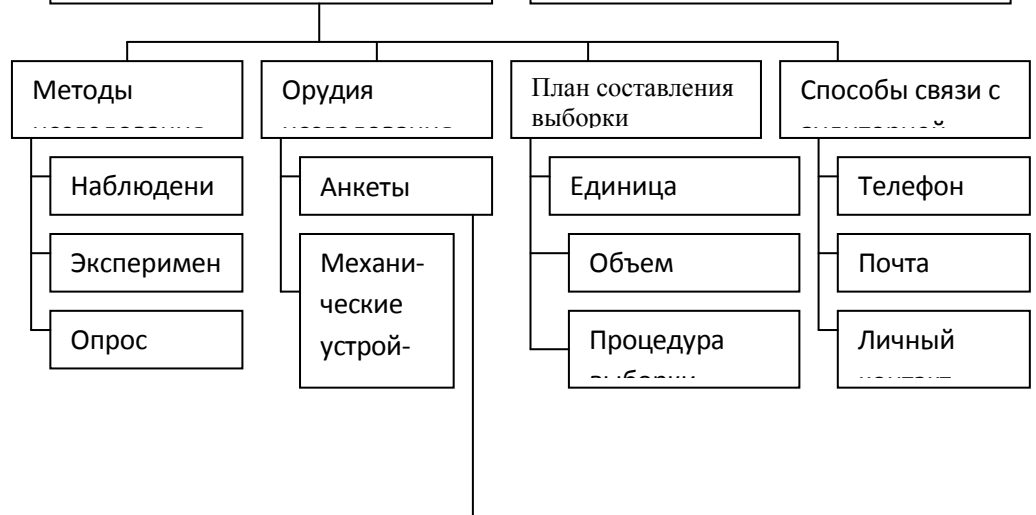 Методы
Орудия
План составления
выборки
Способы связи с
Наблюдени
Эксперимен
Опрос
Анкеты
Механи-
ческие
устрой-
Единица
Объем
Процедура
Телефон
Почта
Личный